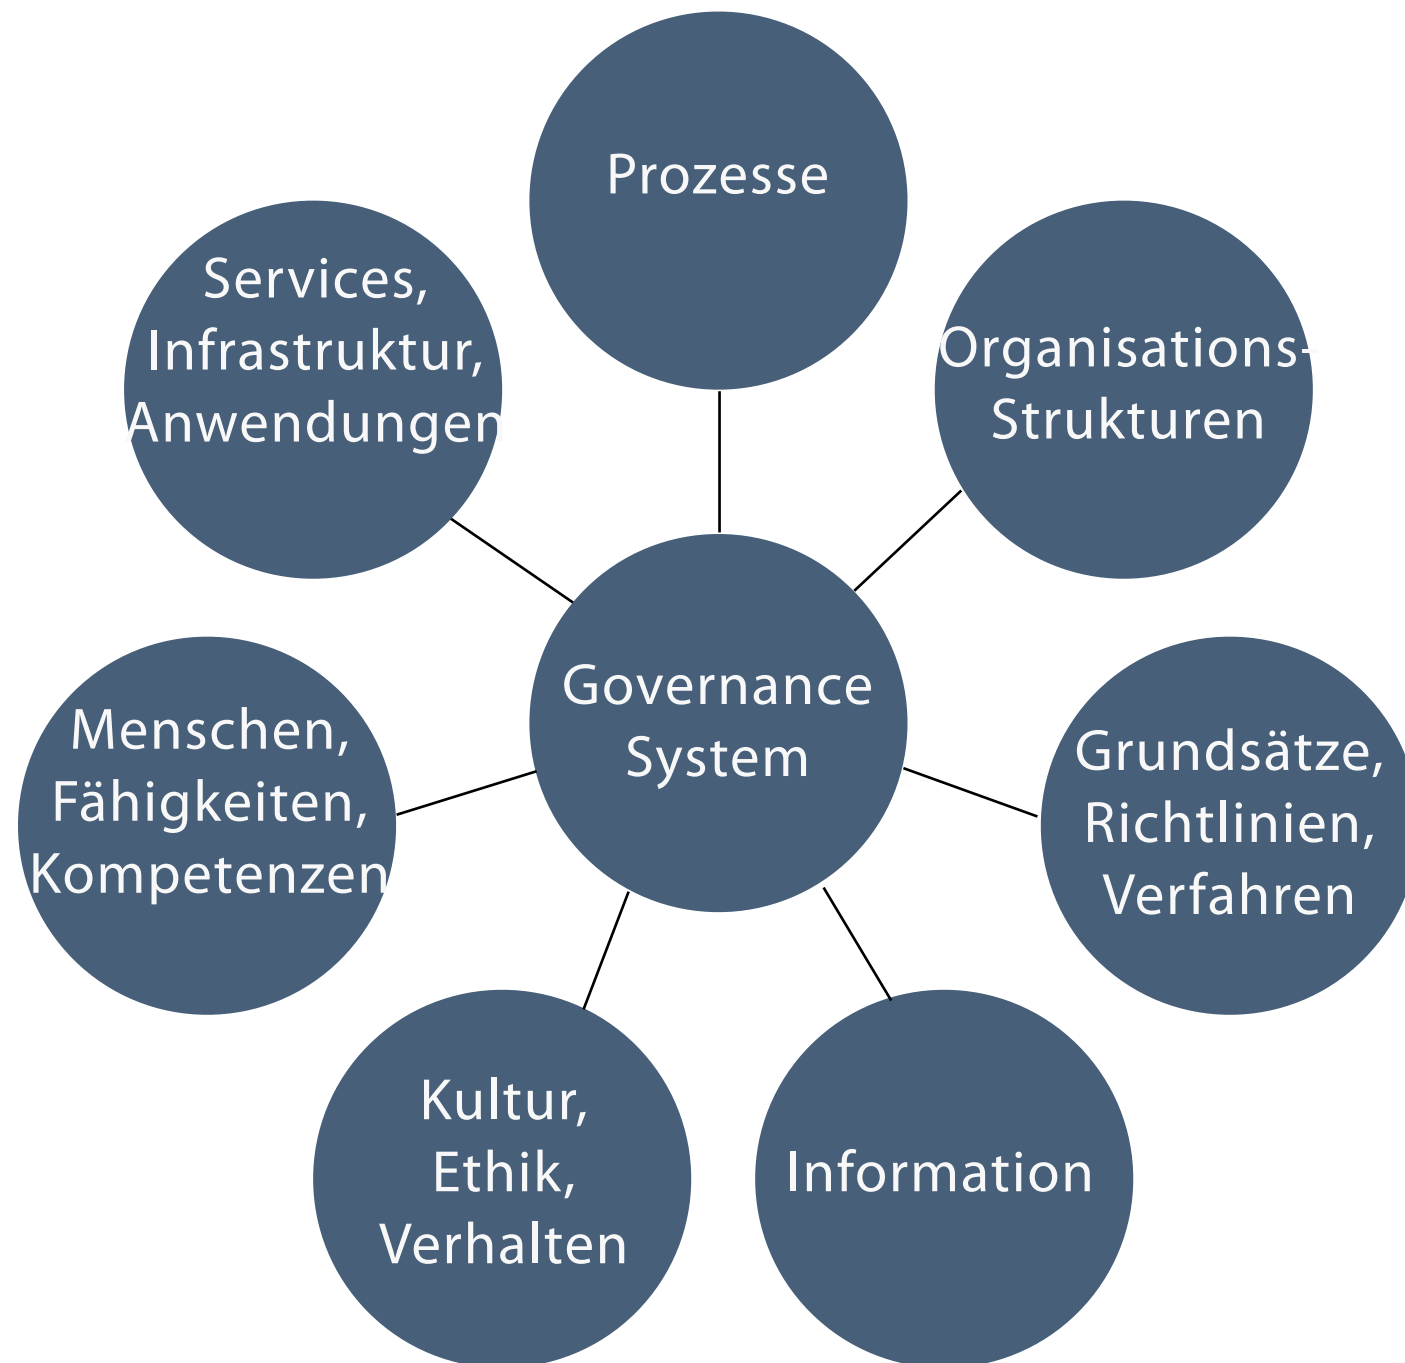 Prozesse
Organisations-
Strukturen
Grundsätze,
Richtlinien,
Verfahren
Information
Kultur,
Ethik,
Verhalten
Menschen,
Fähigkeiten,
Kompetenzen
Services,
Infrastruktur,
Anwendungen
Governance
System